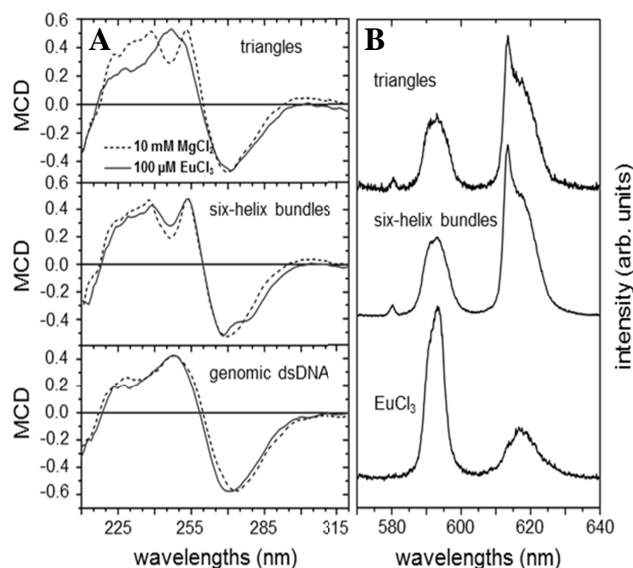 A
B
0.6
0.4
0.2
0.0
-0.2
-0.4
0.6
MCD
triangles
10 mM MgCl2
100 µM EuCl3
0.4
0.2
0.0
-0.2
-0.4
0.6
MCD
six-helix bundles
0.4
0.2
0.0
-0.2
-0.4
-0.6
MCD
genomic dsDNA
225 255 285 315
wavelengths (nm)
triangles
six-helix bundles
EuCl3
580 600 620 640
wavelengths (nm)
intensity (arb. units)